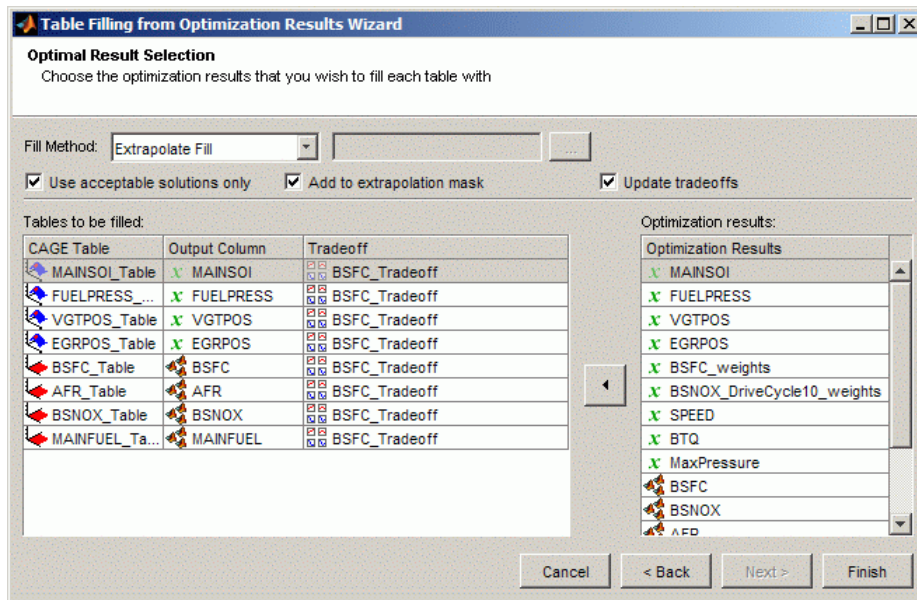 Table Filling from Optimization Results Wizard
Optimal Result Selection
Choose the optimization results that you wish to fill each table with
Fill Method: Extrapolate Fill ...
Use acceptable solutions only Add to extrapolation mask Update tradeoffs
Tables to be filled: Optimization results:
CAGE Table Output Column Tradeoff Optimization Results
MAINSOI_Table x MAINSOI BSFC_Tradeoff x MAINSOI
FUELPRESS_... x FUELPRESS BSFC_Tradeoff x FUELPRESS
VGTPOS_Table x VGTPOS BSFC_Tradeoff x VGTPOS
EGRPOS_Table x EGRPOS BSFC_Tradeoff x EGRPOS
BSFC_Table BSFC BSFC_Tradeoff x BSFC_weights
AFR_Table AFR BSFC_Tradeoff x BSNOX_DriveCycle10_weights
BSNOX_Table BSNOX BSFC_Tradeoff x SPEED
MAINFUEL_Ta... MAINFUEL BSFC_Tradeoff x BTQ
x MaxPressure
BSFC
BSNOX
AFR
Cancel < Back Next > Finish